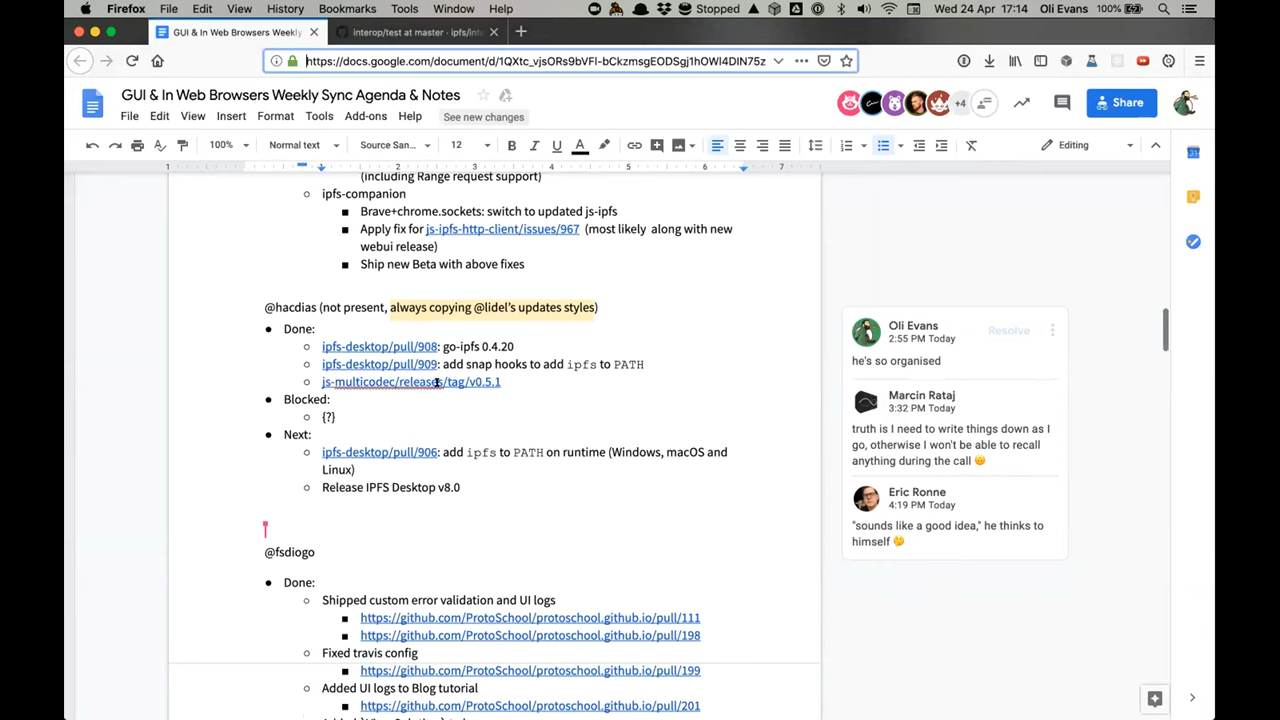 Firefox File Edit View History Bookmarks Tools Window Help Stopped Wed 24 Apr 17:14 Oli Evans 100%
GUI & In Web Browsers Weekly
interop/test at master · ipfs/inte
https://docs.google.com/document/d/1QXtc_vjsORs9bVFI-bCkzmsgEODSgj1hOWI4DIN75z
GUI & In Web Browsers Weekly Sync Agenda & Notes
+4
Share
File Edit View Insert Format Tools Add-ons Help See new changes
100% Normal text Source San... 12 B I U A Editing
1 1 2 3 4 5 6 7
(including Range request support)
ipfs-companion
Brave+chrome.sockets: switch to updated js-ipfs
Apply fix for js-ipfs-http-client/issues/967 (most likely along with new
webui release)
Ship new Beta with above fixes
@hacdias (not present, always copying @lidel's updates styles)
Done:
ipfs-desktop/pull/908: go-ipfs 0.4.20
ipfs-desktop/pull/909: add snap hooks to add ipfs to PATH
js-multicodec/releases/tag/v0.5.1
Blocked:
{?}
Next:
ipfs-desktop/pull/906: add ipfs to PATH on runtime (Windows, macOS and
Linux)
Release IPFS Desktop v8.0
@fsdiogo
Done:
Shipped custom error validation and UI logs
https://github.com/ProtoSchool/protoschool.github.io/pull/111
https://github.com/ProtoSchool/protoschool.github.io/pull/198
Fixed travis config
https://github.com/ProtoSchool/protoschool.github.io/pull/199
Added UI logs to Blog tutorial
https://github.com/ProtoSchool/protoschool.github.io/pull/201
Oli Evans
2:55 PM Today
Resolve
he's so organised
Marcin Rataj
3:32 PM Today
truth is I need to write things down as I
go, otherwise I won't be able to recall
anything during the call
Eric Ronne
4:19 PM Today
"sounds like a good idea," he thinks to
himself